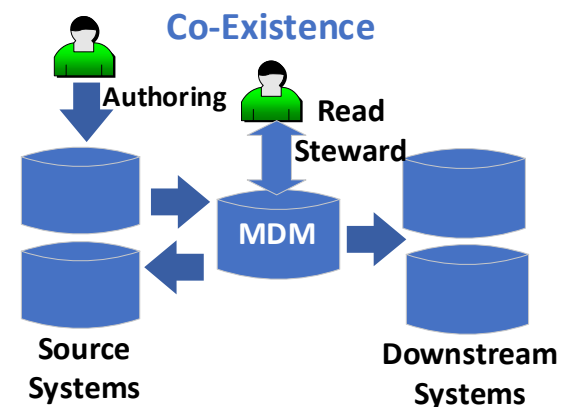 Co-Existence
Authoring
Read
Steward
MDM
Source
Systems
Downstream
Systems